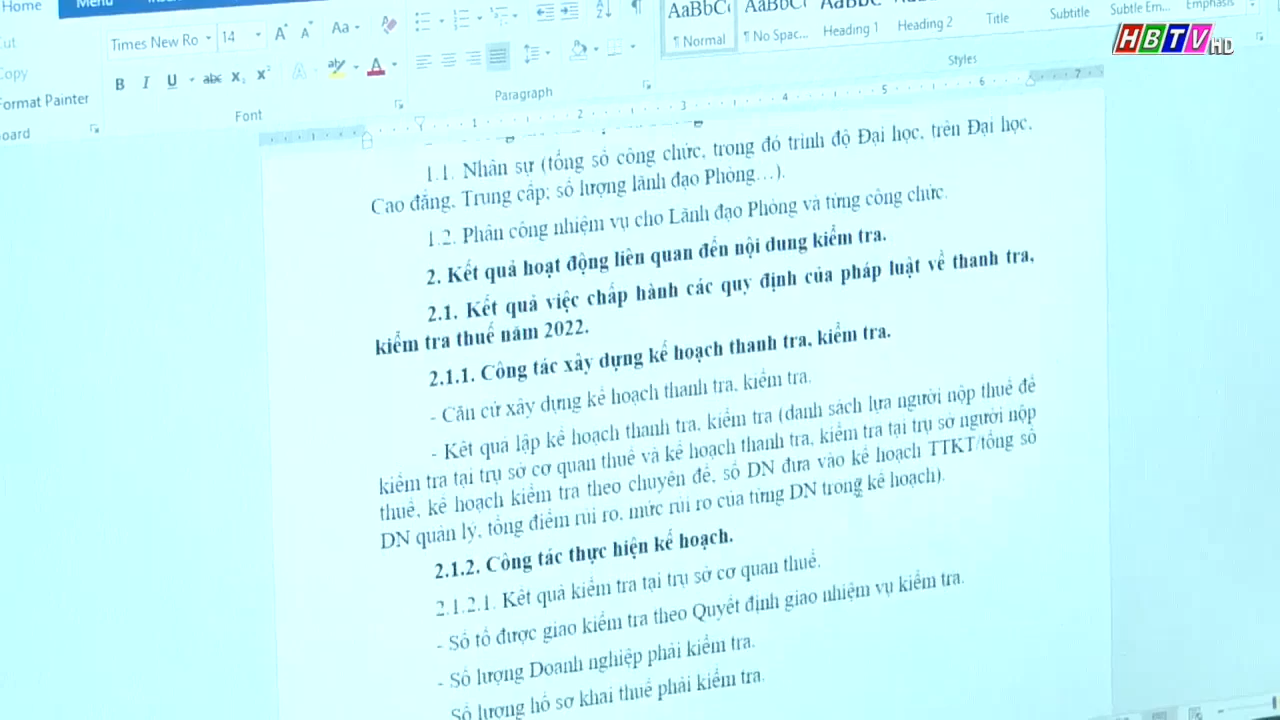 Home
Menu
Times New Ro
14
Aa
AaBbCc
AaBbCcI
¶ Normal
¶ No Spac...
Heading 1
Heading 2
Title
Subtitle
Subtle Em...
Emphasis
HBTV HD
Cut
Copy
Format Painter
B I U abc X₂ X²
A
oard
Font
Paragraph
Styles
1 1 2 3 4 5 6 7
1.1. Nhân sự (tổng số công chức, trong đó trình độ Đại học, trên Đại học,
Cao đẳng, Trung cấp; số lượng lãnh đạo Phòng...).
1.2. Phân công nhiệm vụ cho Lãnh đạo Phòng và từng công chức.
2. Kết quả hoạt động liên quan đến nội dung kiểm tra.
2.1. Kết quả việc chấp hành các quy định của pháp luật về thanh tra,
kiểm tra thuế năm 2022.
2.1.1. Công tác xây dựng kế hoạch thanh tra, kiểm tra.
- Căn cứ xây dựng kế hoạch thanh tra, kiểm tra.
- Kết quả lập kế hoạch thanh tra, kiểm tra (danh sách lựa người nộp thuế để
kiểm tra tại trụ sở cơ quan thuế và kế hoạch thanh tra, kiểm tra tại trụ sở người nộp
thuế, kế hoạch kiểm tra theo chuyên đề, số DN đưa vào kế hoạch TTKT/tổng số
DN quản lý, tổng điểm rủi ro, mức rủi ro của từng DN trong kế hoạch).
2.1.2. Công tác thực hiện kế hoạch.
2.1.2.1. Kết quả kiểm tra tại trụ sở cơ quan thuế.
- Số tổ được giao kiểm tra theo Quyết định giao nhiệm vụ kiểm tra.
- Số lượng Doanh nghiệp phải kiểm tra.
Số lượng hồ sơ khai thuế phải kiểm tra.